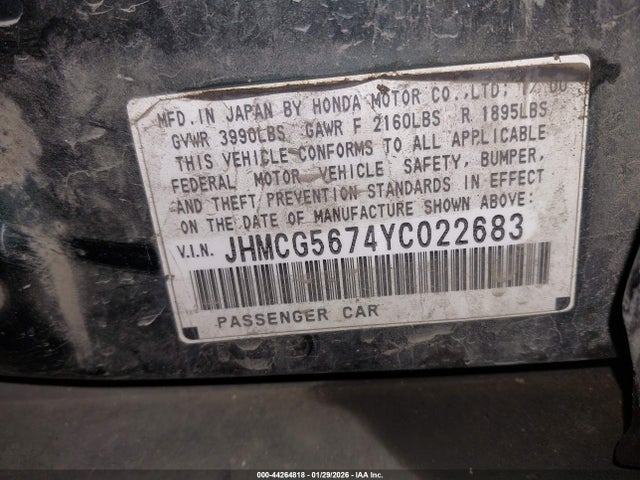 MFD. IN JAPAN BY HONDA MOTOR CO., LTD.
GVWR 3990LBS GAWR F 2160LBS R 1895LBS
THIS VEHICLE CONFORMS TO ALL APPLICABLE
FEDERAL MOTOR VEHICLE SAFETY, BUMPER,
AND THEFT PREVENTION STANDARDS IN EFFECT
ON THE DATE OF MANUFACTURE SHOWN ABOVE:
V.I.N. JHMCG5674YC022683
PASSENGER CAR
000-44264818 | 01/29/2026 | IAA Inc.